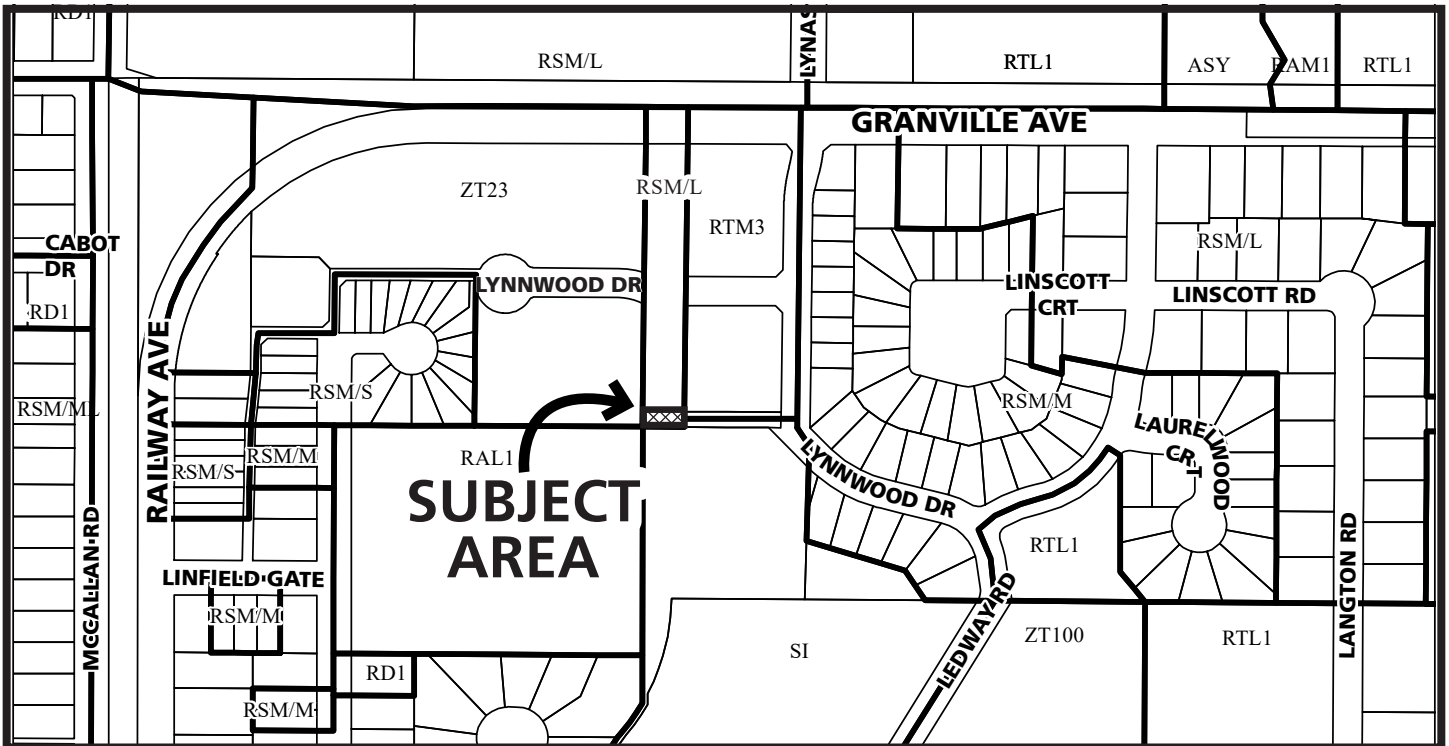 RD1
RSM/L
LYNAS
RTL1
ASY
RAM1
RTL1
GRANVILLE AVE
ZT23
RSM/L
RTM3
CABOT
DR
RD1
LYNNWOOD DR
LINSCOTT
CRT
RSM/L
LINSCOTT RD
RAILWAY AVE
RSM/ML
RSM/S
RSM/M
LAURELWOOD
CRT
RSM/S
RSM/M
RAL1
SUBJECT
AREA
LYNNWOOD DR
MCCALLAN RD
LINFIELD GATE
RSM/M
RTL1
LANGTON RD
LEDWAY RD
ZT100
RTL1
SI
RD1
RSM/M